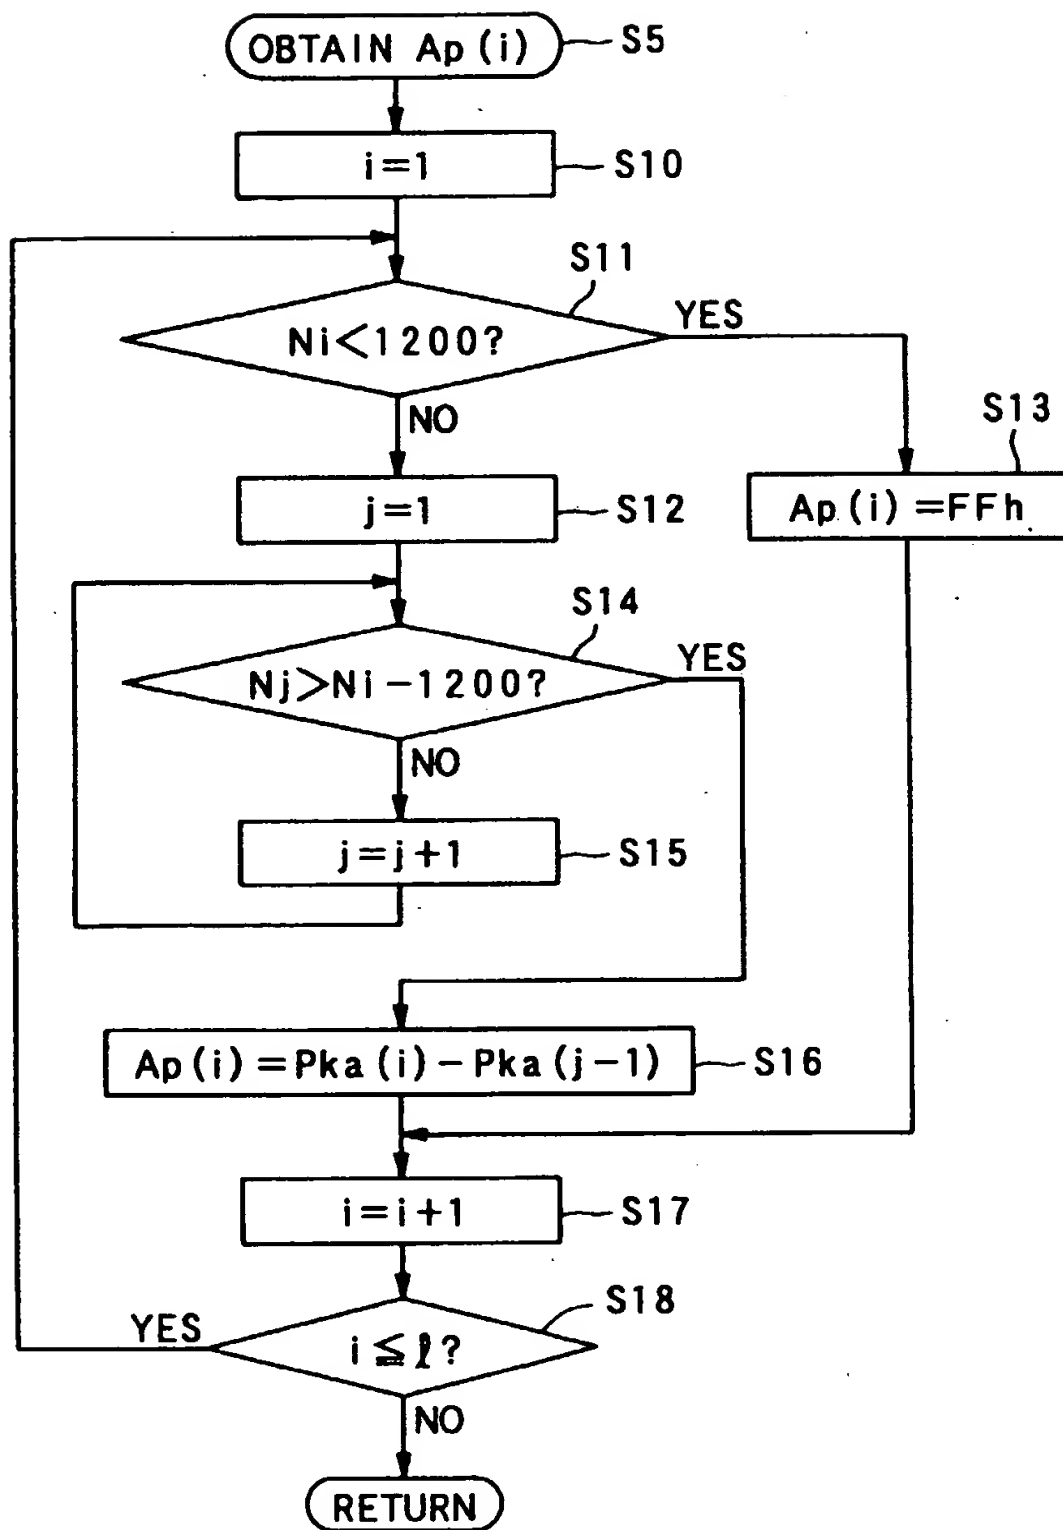 OBTAIN Ap(i)
S5
i=1
S10
S11
Ni<1200?
YES
NO
S13
j=1
S12
Ap(i)=FFh
S14
Nj>Ni-1200?
YES
NO
j=j+1
S15
Ap(i)=Pka(i)-Pka(j-1)
S16
i=i+1
S17
S18
YES
i≦ℓ?
NO
RETURN